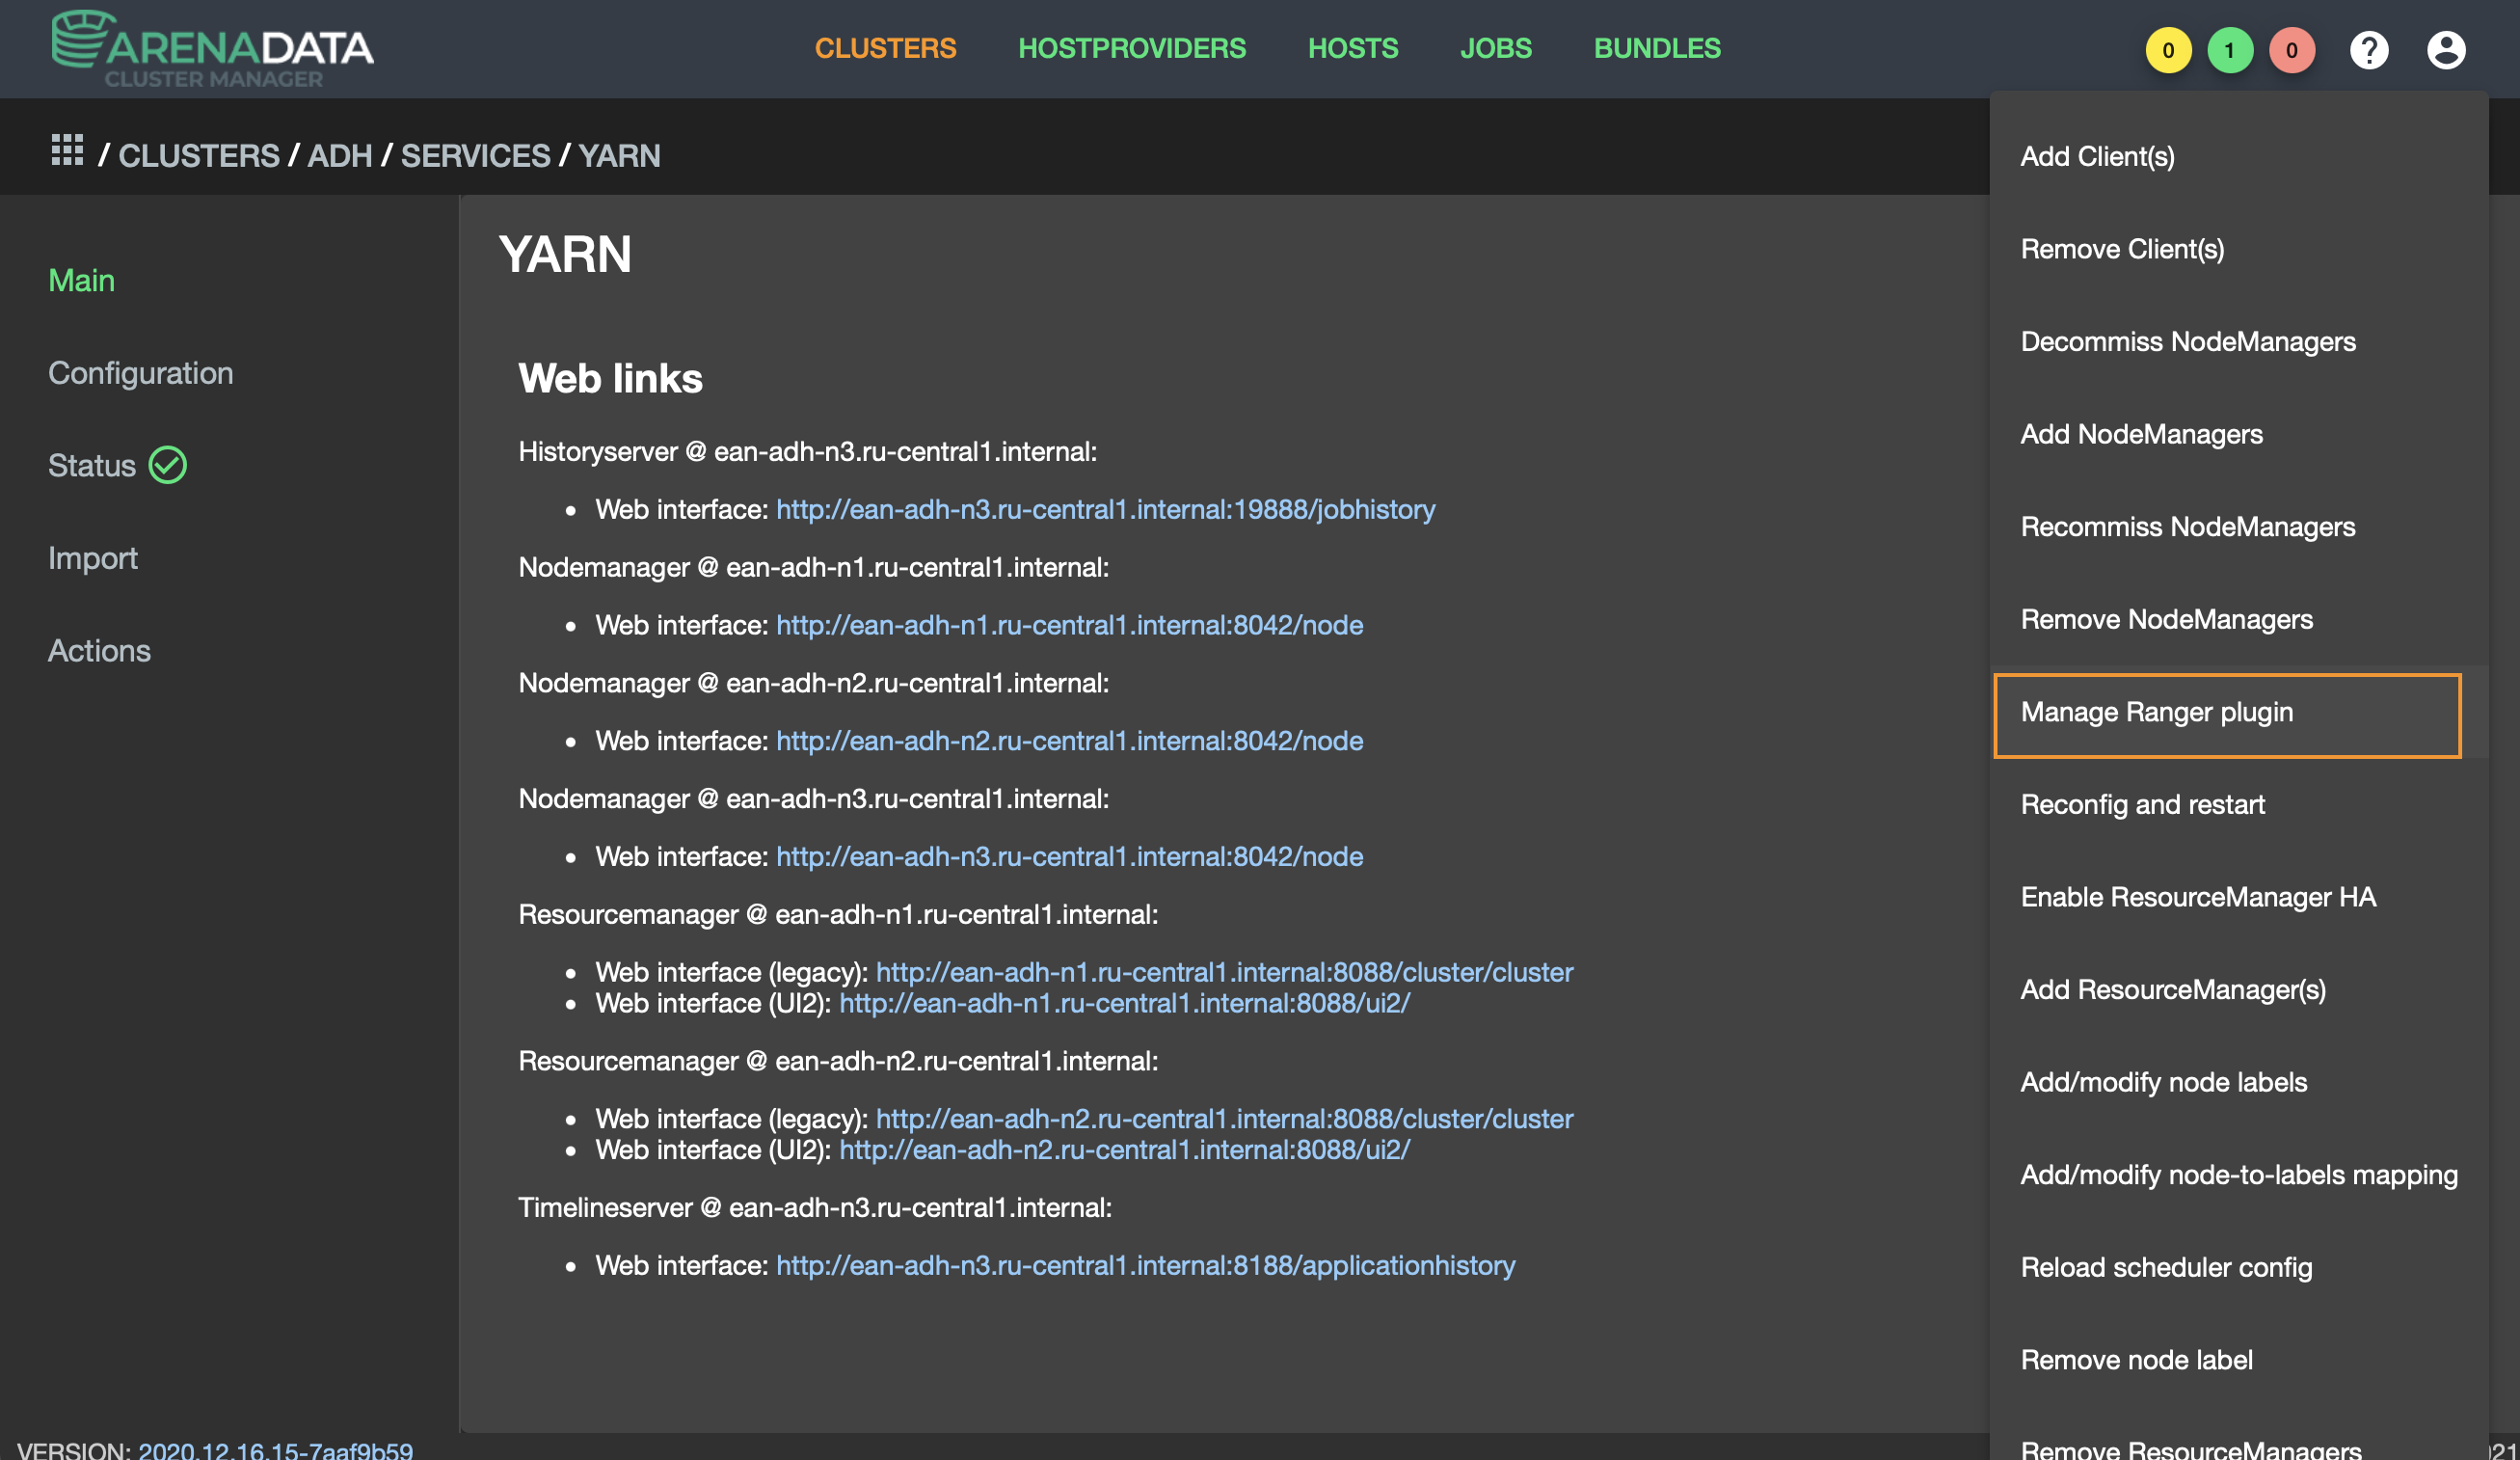 ARENADATA
CLUSTER MANAGER
CLUSTERS
HOSTPROVIDERS
HOSTS
JOBS
BUNDLES
0
1
0
?
/ CLUSTERS / ADH / SERVICES / YARN
Main
Configuration
Status
Import
Actions
YARN
Web links
Historyserver @ ean-adh-n3.ru-central1.internal:
• Web interface: http://ean-adh-n3.ru-central1.internal:19888/jobhistory
Nodemanager @ ean-adh-n1.ru-central1.internal:
• Web interface: http://ean-adh-n1.ru-central1.internal:8042/node
Nodemanager @ ean-adh-n2.ru-central1.internal:
• Web interface: http://ean-adh-n2.ru-central1.internal:8042/node
Nodemanager @ ean-adh-n3.ru-central1.internal:
• Web interface: http://ean-adh-n3.ru-central1.internal:8042/node
Resourcemanager @ ean-adh-n1.ru-central1.internal:
• Web interface (legacy): http://ean-adh-n1.ru-central1.internal:8088/cluster/cluster
• Web interface (UI2): http://ean-adh-n1.ru-central1.internal:8088/ui2/
Resourcemanager @ ean-adh-n2.ru-central1.internal:
• Web interface (legacy): http://ean-adh-n2.ru-central1.internal:8088/cluster/cluster
• Web interface (UI2): http://ean-adh-n2.ru-central1.internal:8088/ui2/
Timelineserver @ ean-adh-n3.ru-central1.internal:
• Web interface: http://ean-adh-n3.ru-central1.internal:8188/applicationhistory
Add Client(s)
Remove Client(s)
Decommiss NodeManagers
Add NodeManagers
Recommiss NodeManagers
Remove NodeManagers
Manage Ranger plugin
Reconfig and restart
Enable ResourceManager HA
Add ResourceManager(s)
Add/modify node labels
Add/modify node-to-labels mapping
Reload scheduler config
Remove node label
Remove ResourceManagers
VERSION: 2020.12.16.15-7aaf9b59